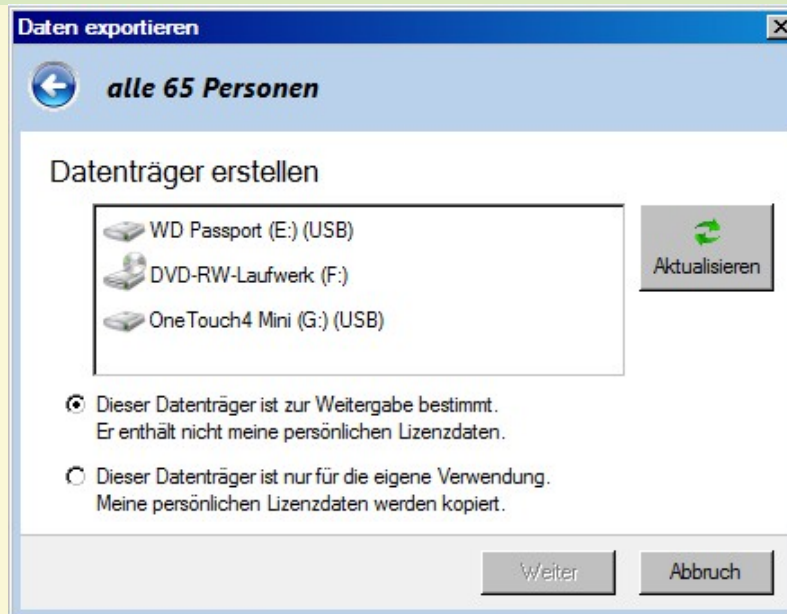 Daten exportieren
alle 65 Personen
Datenträger erstellen
WD Passport (E:) (USB)
DVD-RW-Laufwerk (F:)
OneTouch4 Mini (G:) (USB)
Aktualisieren
Dieser Datenträger ist zur Weitergabe bestimmt.
Er enthält nicht meine persönlichen Lizenzdaten.
Dieser Datenträger ist nur für die eigene Verwendung.
Meine persönlichen Lizenzdaten werden kopiert.
Weiter
Abbruch